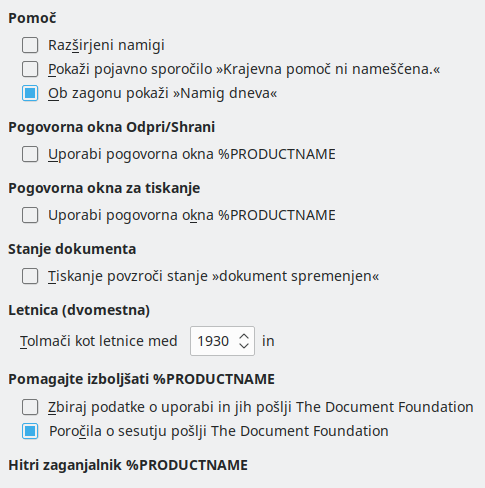 Pomoč
Razširjeni namigi
Pokaži pojavno sporočilo »Krajevna pomoč ni nameščena.«
Ob zagonu pokaži »Namig dneva«
Pogovorna okna Odpri/Shrani
Uporabi pogovorna okna %PRODUCTNAME
Pogovorna okna za tiskanje
Uporabi pogovorna okna %PRODUCTNAME
Stanje dokumenta
Tiskanje povzroči stanje »dokument spremenjen«
Letnica (dvomestna)
Tolmači kot letnice med 1930 in
Pomagajte izboljšati %PRODUCTNAME
Zbiraj podatke o uporabi in jih pošlji The Document Foundation
Poročila o sesutju pošlji The Document Foundation
Hitri zaganjalnik %PRODUCTNAME